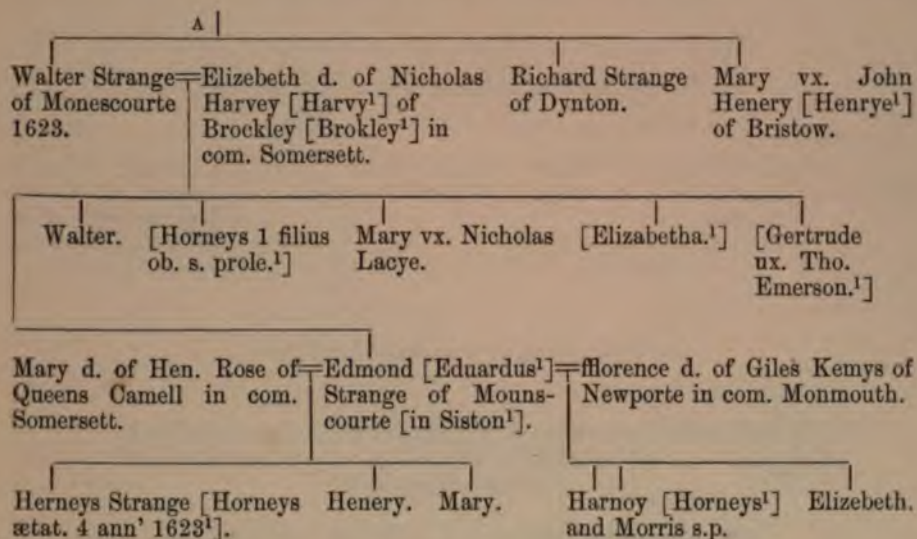 A
Walter Strange=Elizebeth d. of Nicholas
of Monescourte Harvey [Harvy¹] of
1623. Brockley [Brokley¹] in
com. Somersett.
Richard Strange
of Dynton.
Mary vx. John
Henery [Henrye¹]
of Bristow.
Walter.
[Horneys 1 filius
ob. s. prole.¹]
Mary vx. Nicholas
Lacye.
[Elizabetha.¹]
[Gertrude
ux. Tho.
Emerson.¹]
Mary d. of Hen. Rose of=Edmond [Eduardus¹]=fflorence d. of Giles Kemys of
Queens Camell in com. Strange of Mouns- Newporte in com. Monmouth.
Somersett. courte [in Siston¹].
Herneys Strange [Horneys
ætat. 4 ann' 1623¹].
Henery.
Mary.
Harnoy [Horneys¹]
and Morris s.p.
Elizebeth.